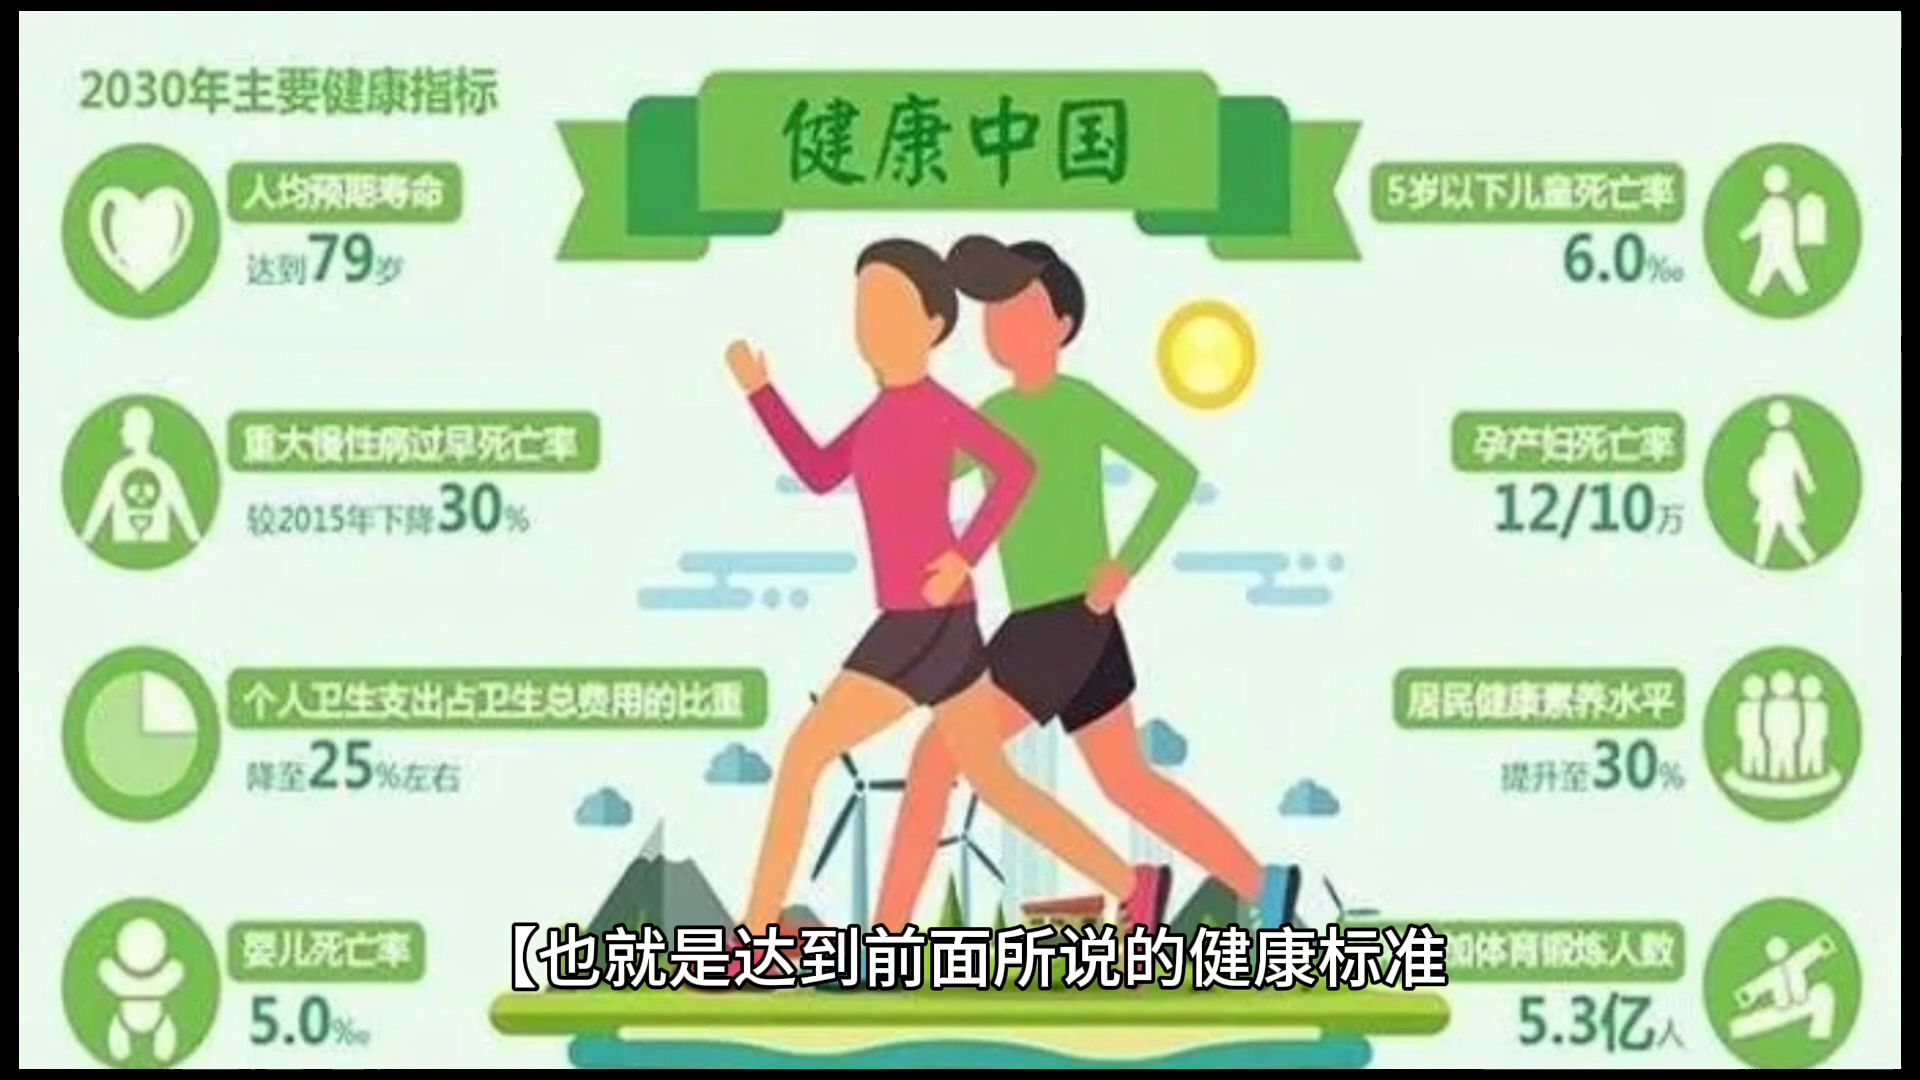 2030年主要健康指标
健康中国
人均预期寿命
达到79岁
重大慢性病过早死亡率
较2015年下降30%
个人卫生支出占卫生总费用的比重
降至25%左右
婴儿死亡率
5.0‰
5岁以下儿童死亡率
6.0‰
孕产妇死亡率
12/10万
居民健康素养水平
提升至30%
加体育锻炼人数
5.3亿人
【也就是达到前面所说的健康标准